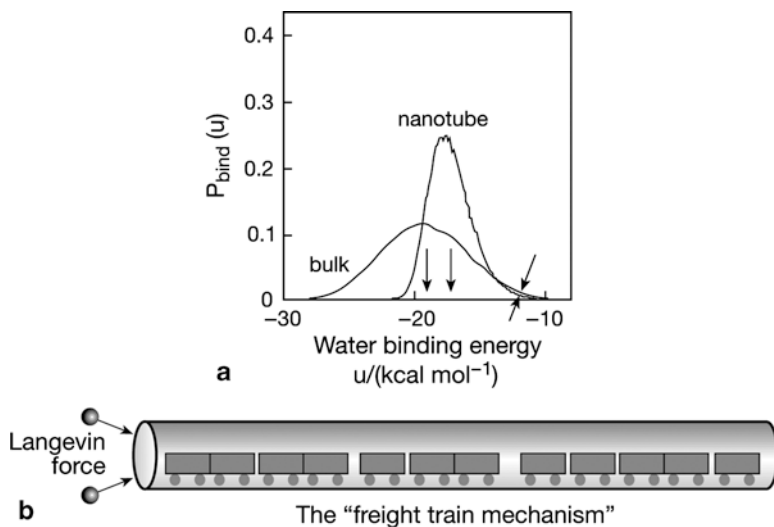 0.4
0.3
nanotube
0.2
P_bind (u)
0.1
bulk
0
−30 −20 −10
Water binding energy
a u/(kcal mol⁻¹)
Langevin
force
b The “freight train mechanism”